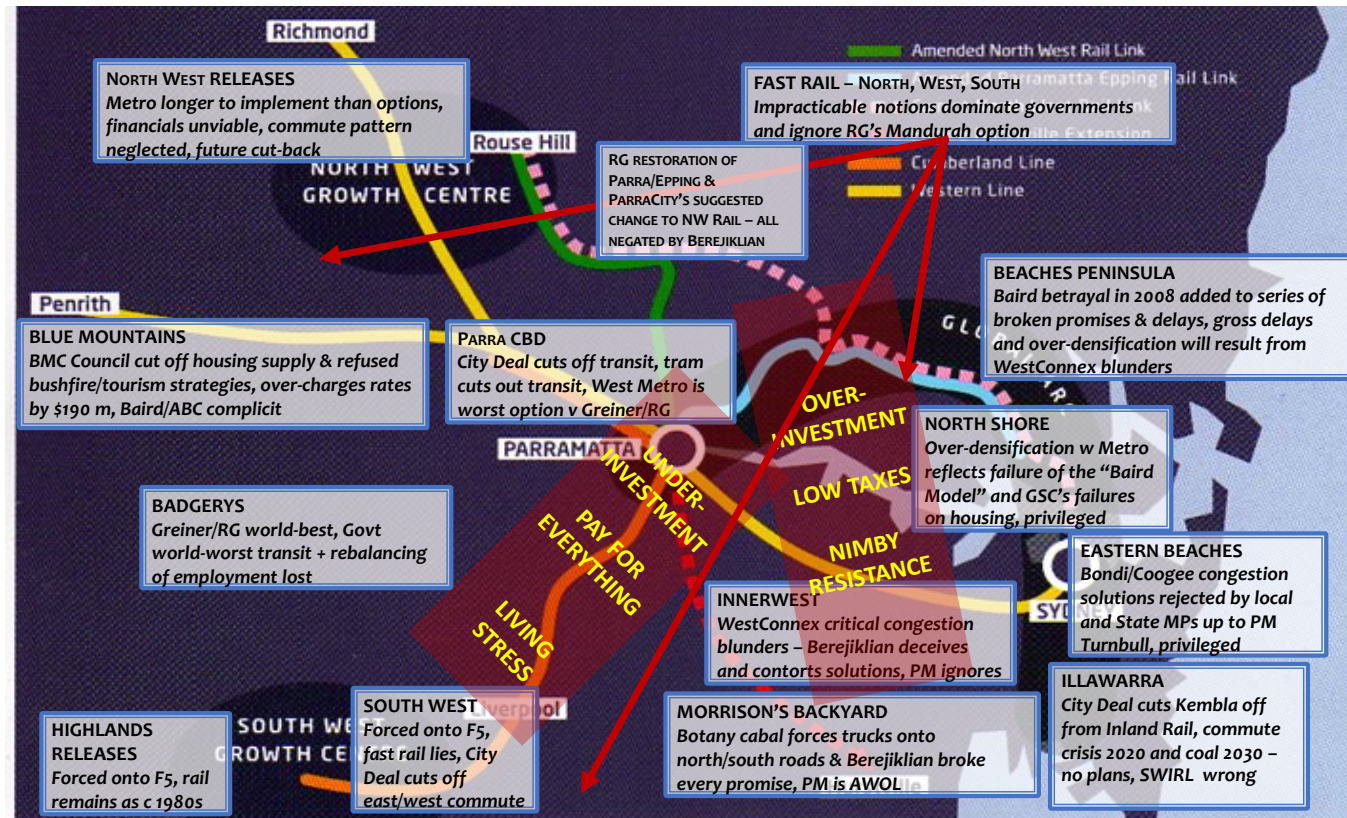 Richmond
NORTH WEST RELEASES
Metro longer to implement than options,
financials unviable, commute pattern
neglected, future cut-back
Amended North West Rail Link
Amended Parramatta Epping Rail Link
Cumberland Line
Western Line
FAST RAIL – NORTH, WEST, SOUTH
Impracticable notions dominate governments
and ignore RG's Mandurah option
Rouse Hill
NORTH WEST
GROWTH CENTRE
RG RESTORATION OF
PARRA/EPPING &
PARRACITY'S SUGGESTED
CHANGE TO NW RAIL – ALL
NEGATED BY BEREJIKLIAN
BEACHES PENINSULA
Baird betrayal in 2008 added to series of
broken promises & delays, gross delays
and over-densification will result from
WestConnex blunders
Penrith
BLUE MOUNTAINS
BMC Council cut off housing supply & refused
bushfire/tourism strategies, over-charges rates
by $190 m, Baird/ABC complicit
PARRA CBD
City Deal cuts off transit, tram
cuts out transit, West Metro is
worst option v Greiner/RG
PARRAMATTA
OVER-
INVESTMENT
LOW TAXES
NIMBY
RESISTANCE
NORTH SHORE
Over-densification w Metro
reflects failure of the "Baird
Model" and GSC's failures
on housing, privileged
UNDER-
INVESTMENT
PAY FOR
EVERYTHING
LIVING
STRESS
BADGERYS
Greiner/RG world-best, Govt
world-worst transit + rebalancing
of employment lost
EASTERN BEACHES
Bondi/Coogee congestion
solutions rejected by local
and State MPs up to PM
Turnbull, privileged
SYDNEY
INNERWEST
WestConnex critical congestion
blunders – Berejiklian deceives
and contorts solutions, PM ignores
ILLAWARRA
City Deal cuts Kembla off
from Inland Rail, commute
crisis 2020 and coal 2030 –
no plans, SWIRL wrong
MORRISON'S BACKYARD
Botany cabal forces trucks onto
north/south roads & Berejiklian broke
every promise, PM is AWOL
Liverpool
SOUTH WEST
GROWTH CENTRE
SOUTH WEST
Forced onto F5,
fast rail lies, City
Deal cuts off
east/west commute
HIGHLANDS
RELEASES
Forced onto F5, rail
remains as c 1980s